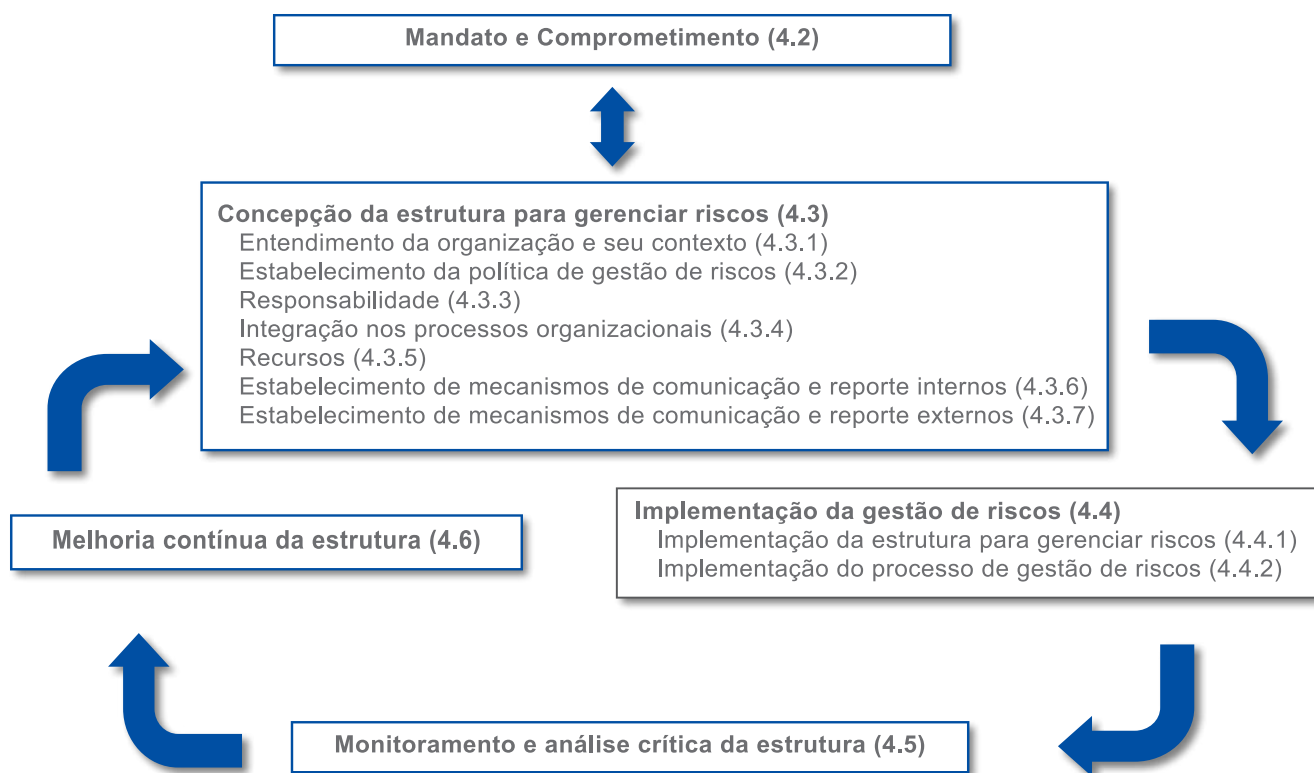 Mandato e Comprometimento (4.2)
Concepção da estrutura para gerenciar riscos (4.3)
Entendimento da organização e seu contexto (4.3.1)
Estabelecimento da política de gestão de riscos (4.3.2)
Responsabilidade (4.3.3)
Integração nos processos organizacionais (4.3.4)
Recursos (4.3.5)
Estabelecimento de mecanismos de comunicação e reporte internos (4.3.6)
Estabelecimento de mecanismos de comunicação e reporte externos (4.3.7)
Implementação da gestão de riscos (4.4)
Implementação da estrutura para gerenciar riscos (4.4.1)
Implementação do processo de gestão de riscos (4.4.2)
Melhoria contínua da estrutura (4.6)
Monitoramento e análise crítica da estrutura (4.5)